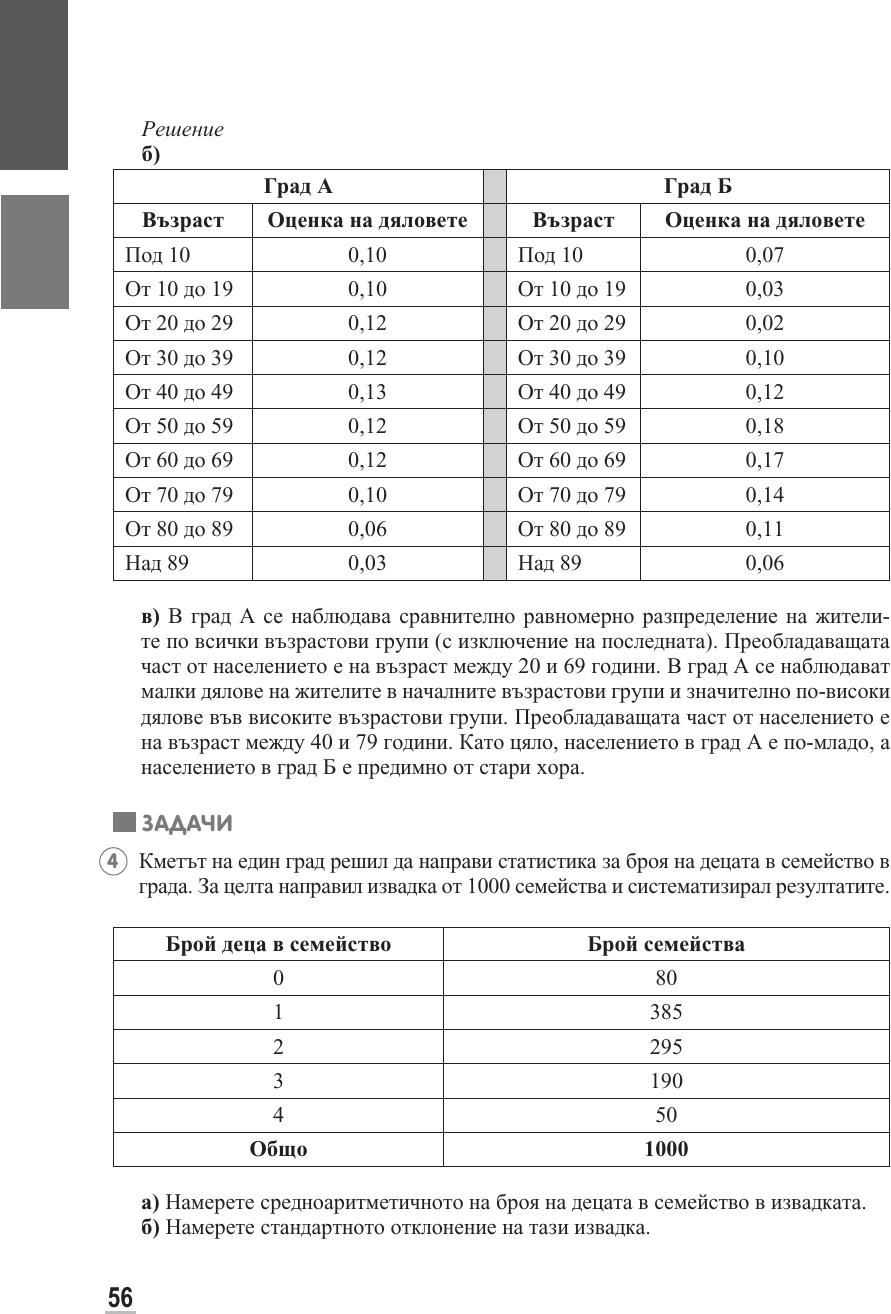 Решение
б)
Град А Град Б
Възраст Оценка на дяловете Възраст Оценка на дяловете
Под 10 0,10 Под 10 0,07
От 10 до 19 0,10 От 10 до 19 0,03
От 20 до 29 0,12 От 20 до 29 0,02
От 30 до 39 0,12 От 30 до 39 0,10
От 40 до 49 0,13 От 40 до 49 0,12
От 50 до 59 0,12 От 50 до 59 0,18
От 60 до 69 0,12 От 60 до 69 0,17
От 70 до 79 0,10 От 70 до 79 0,14
От 80 до 89 0,06 От 80 до 89 0,11
Над 89 0,03 Над 89 0,06
в) В град А се наблюдава сравнително равномерно разпределение на жители-
те по всички възрастови групи (с изключение на последната). Преобладаващата
част от населението е на възраст между 20 и 69 години. В град А се наблюдават
малки дялове на жителите в началните възрастови групи и значително по-високи
дялове във високите възрастови групи. Преобладаващата част от населението е
на възраст между 40 и 79 години. Като цяло, населението в град А е по-младо, а
населението в град Б е предимно от стари хора.
ЗАДАЧИ
4 Кметът на един град решил да направи статистика за броя на децата в семейство в
града. За целта направил извадка от 1000 семейства и систематизирал резултатите.
Брой деца в семейство Брой семейства
0 80
1 385
2 295
3 190
4 50
Общо 1000
а) Намерете средноаритметичното на броя на децата в семейство в извадката.
б) Намерете стандартното отклонение на тази извадка.
56